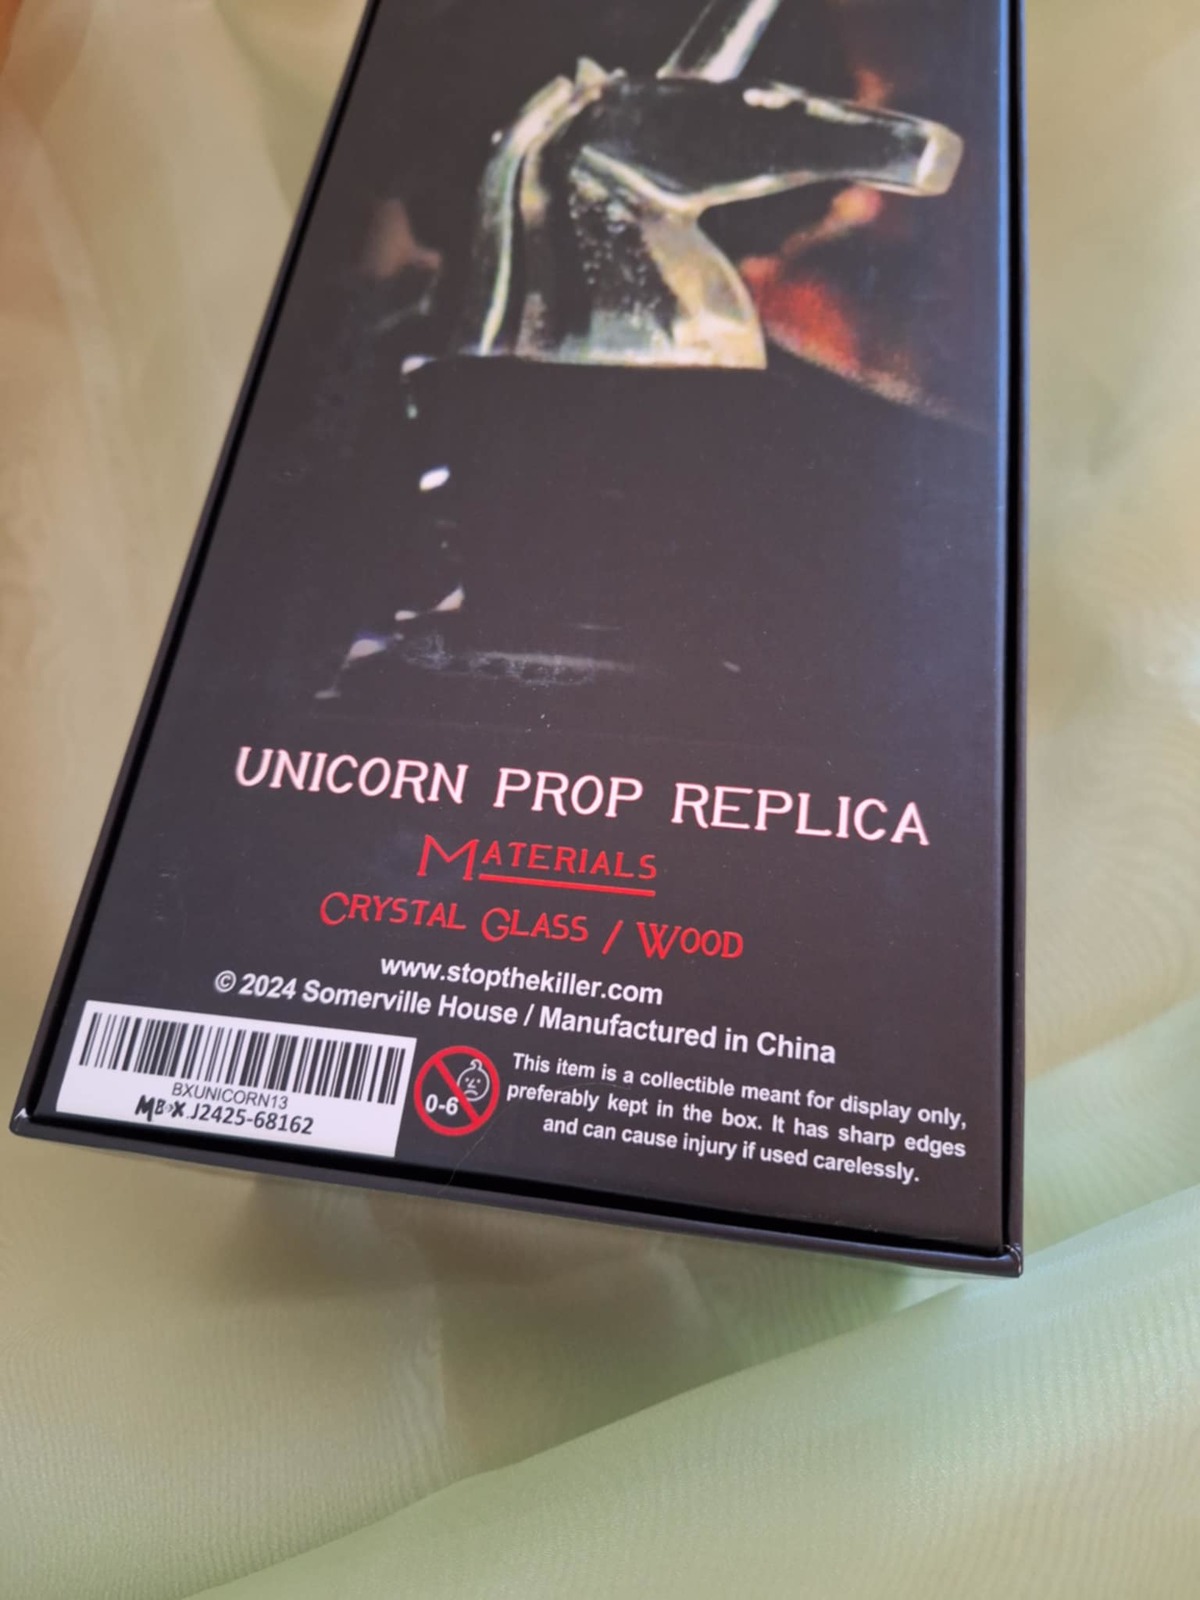 UNICORN PROP REPLICA
MATERIALS
CRYSTAL GLASS / WOOD
www.stopthekiller.com
© 2024 Somerville House / Manufactured in China
BXUNICORN13
MBOX.J2425-68162
0-6
This item is a collectible meant for display only,
preferably kept in the box. It has sharp edges
and can cause injury if used carelessly.